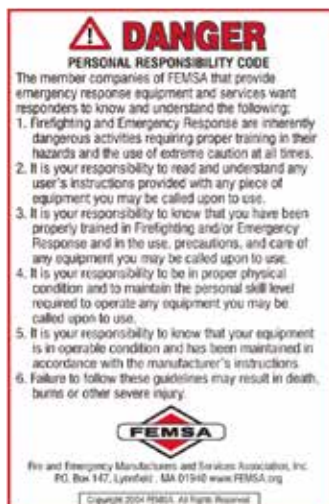 DANGER
PERSONAL RESPONSIBILITY CODE
The member companies of FEMSA that provide
emergency response equipment and services want
responders to know and understand the following:
1. Firefighting and Emergency Response are inherently
dangerous activities requiring proper training in their
hazards and the use of extreme caution at all times.
2. It is your responsibility to read and understand any
user's instructions provided with any piece of
equipment you may be called upon to use.
3. It is your responsibility to know that you have been
properly trained in Firefighting and/or Emergency
Response and in the use, precautions, and care of
any equipment you may be called upon to use.
4. It is your responsibility to be in proper physical
condition and to maintain the personal skill level
required to operate any equipment you may be
called upon to use.
5. It is your responsibility to know that your equipment
is in operable condition and has been maintained in
accordance with the manufacturer's instructions.
6. Failure to follow these guidelines may result in death,
burns or other severe injury.
FEMSA
Fire and Emergency Manufacturers and Services Association, Inc.
P.O. Box 147, Lynnfield, MA 01940 www.FEMSA.org
Copyright 2004 FEMSA. All Rights Reserved